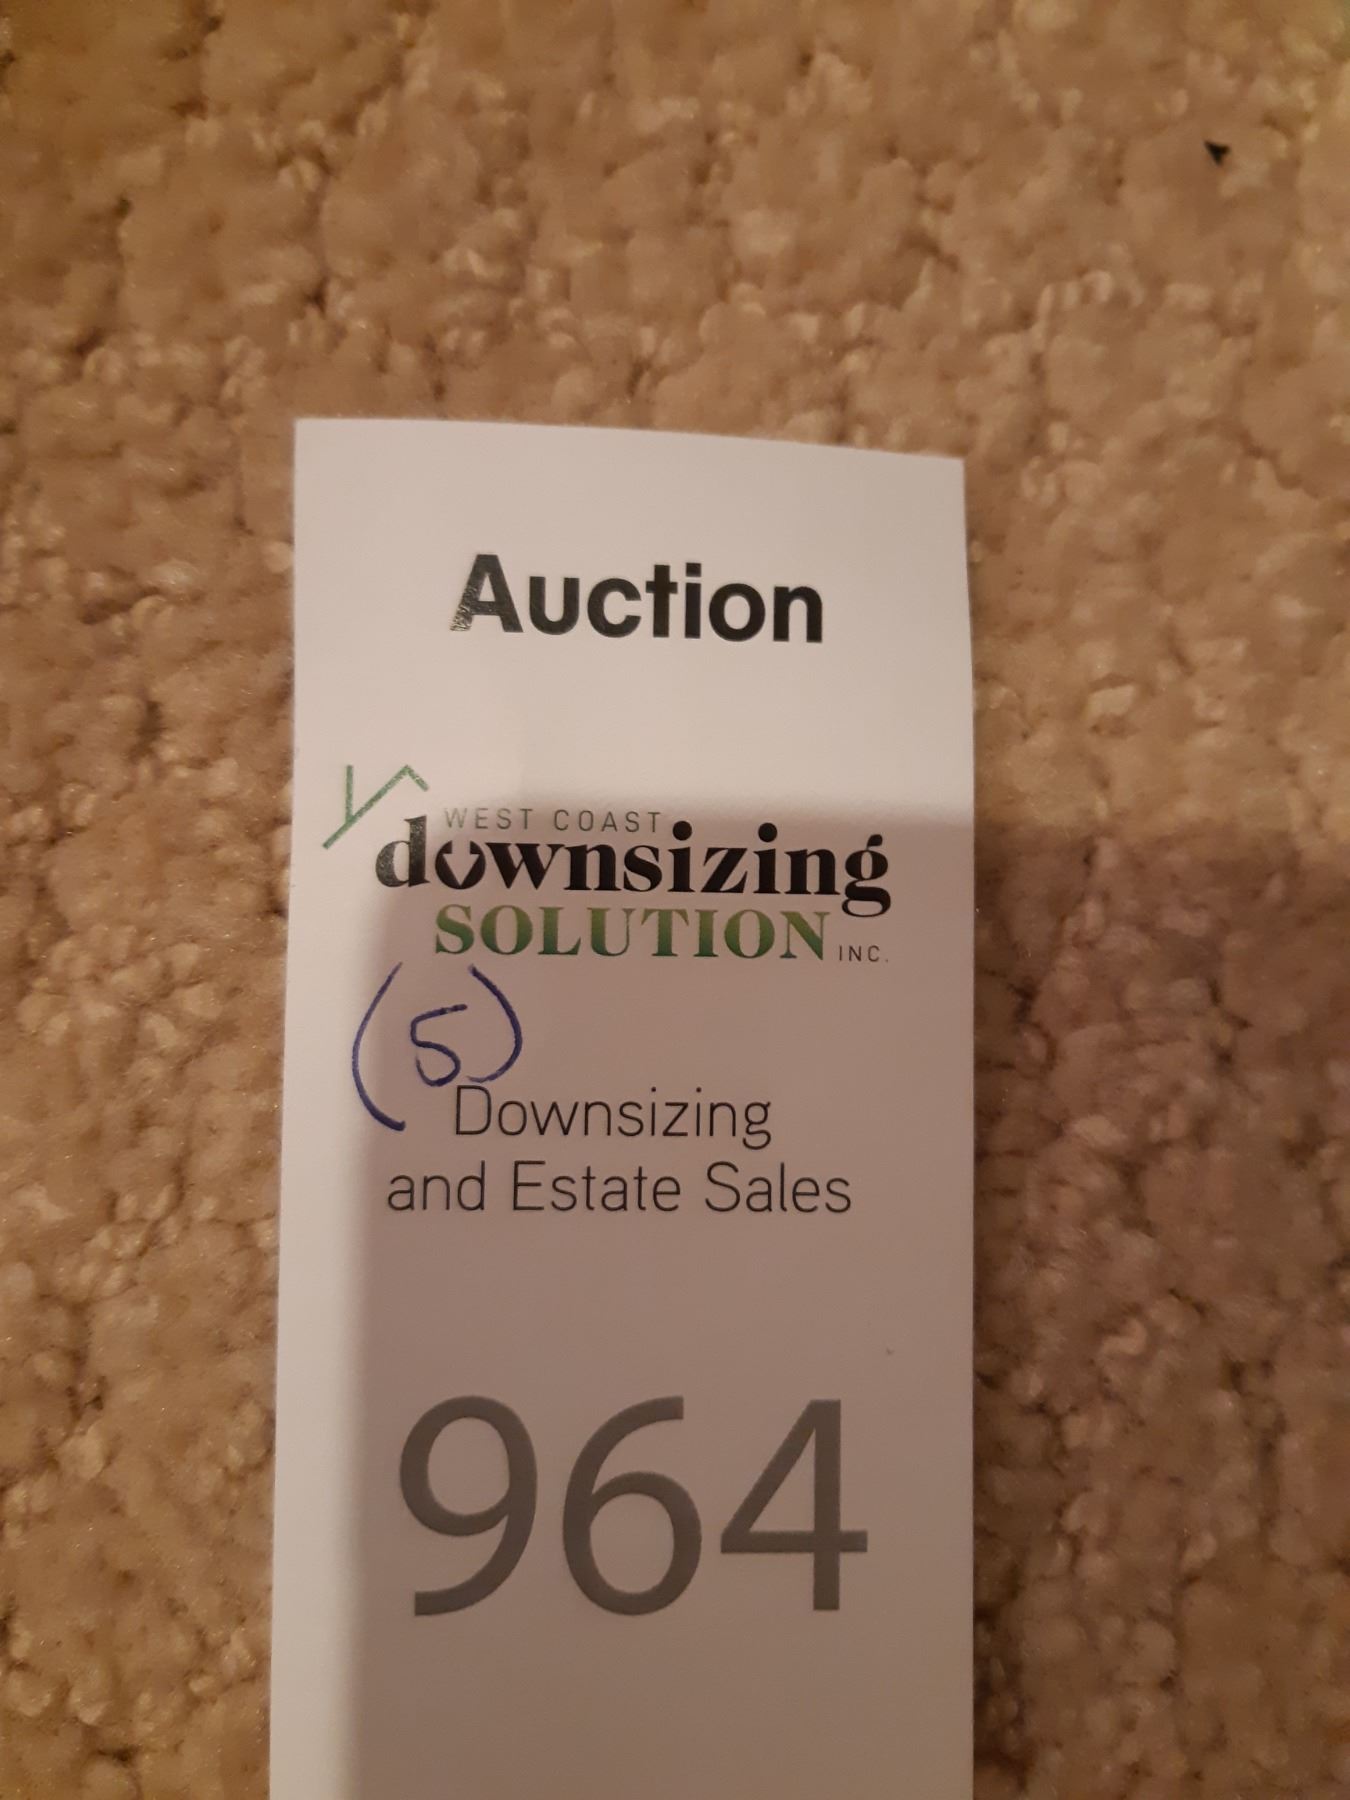 Auction
WEST COAST
downsizing
SOLUTION INC.
(5)
Downsizing
and Estate Sales
964